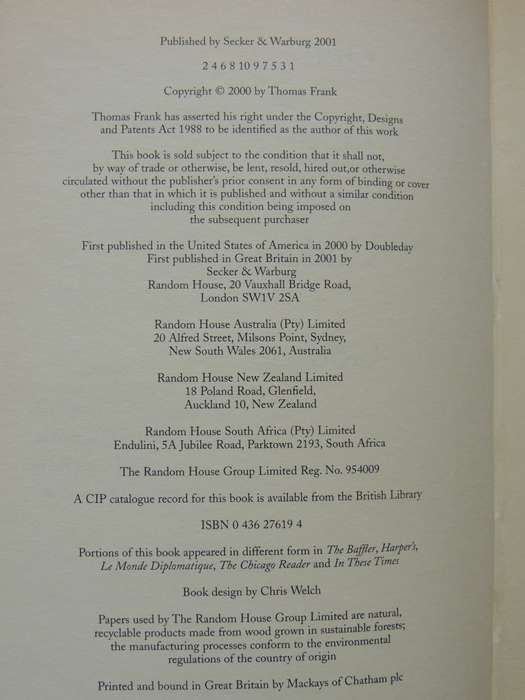 Published by Secker & Warburg 2001
2 4 6 8 10 9 7 5 3 1
Copyright © 2000 by Thomas Frank
Thomas Frank has asserted his right under the Copyright, Designs
and Patents Act 1988 to be identified as the author of this work
This book is sold subject to the condition that it shall not,
by way of trade or otherwise, be lent, resold, hired out,or otherwise
circulated without the publisher's prior consent in any form of binding or cover
other than that in which it is published and without a similar condition
including this condition being imposed on
the subsequent purchaser
First published in the United States of America in 2000 by Doubleday
First published in Great Britain in 2001 by
Secker & Warburg
Random House, 20 Vauxhall Bridge Road,
London SW1V 2SA
Random House Australia (Pty) Limited
20 Alfred Street, Milsons Point, Sydney,
New South Wales 2061, Australia
Random House New Zealand Limited
18 Poland Road, Glenfield,
Auckland 10, New Zealand
Random House South Africa (Pty) Limited
Endulini, 5A Jubilee Road, Parktown 2193, South Africa
The Random House Group Limited Reg. No. 954009
A CIP catalogue record for this book is available from the British Library
ISBN 0 436 27619 4
Portions of this book appeared in different form in The Baffler, Harper's,
Le Monde Diplomatique, The Chicago Reader and In These Times
Book design by Chris Welch
Papers used by The Random House Group Limited are natural,
recyclable products made from wood grown in sustainable forests;
the manufacturing processes conform to the environmental
regulations of the country of origin
Printed and bound in Great Britain by Mackays of Chatham plc